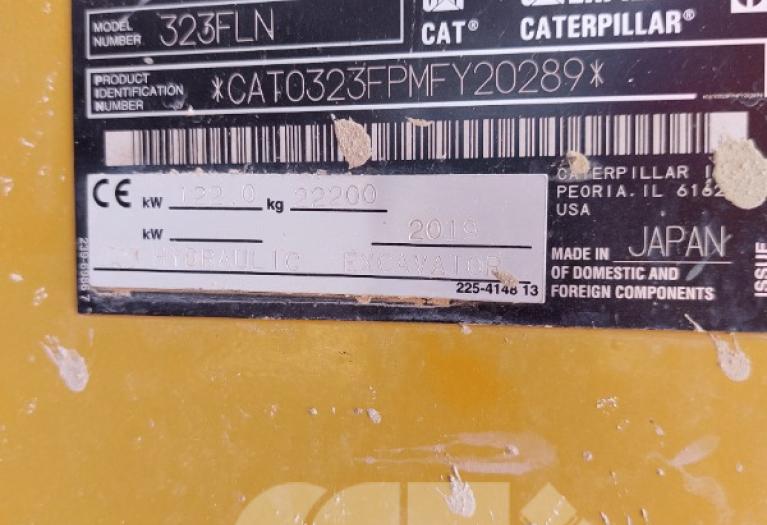 MODEL NUMBER 323FLN
CAT® CATERPILLAR®
PRODUCT IDENTIFICATION NUMBER *CAT0323FPMFY20289*
CE kW 122.0 kg 22200
kW 2019
HYDRAULIC EXCAVATOR
225-4148 13
CATERPILLAR
PEORIA. IL
USA
MADE IN JAPAN
OF DOMESTIC AND
FOREIGN COMPONENTS
ISSUE